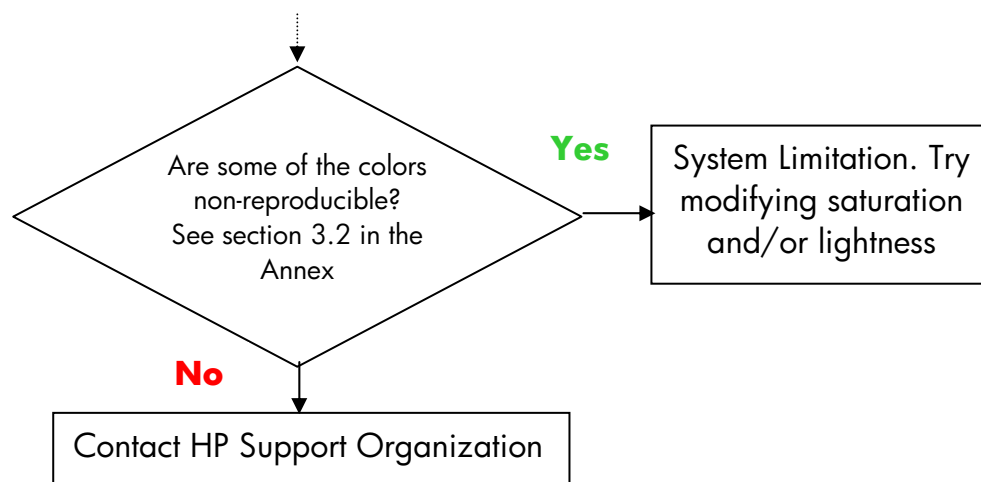 Are some of the colors
non-reproducible?
See section 3.2 in the
Annex
Yes
System Limitation. Try
modifying saturation
and/or lightness
No
Contact HP Support Organization